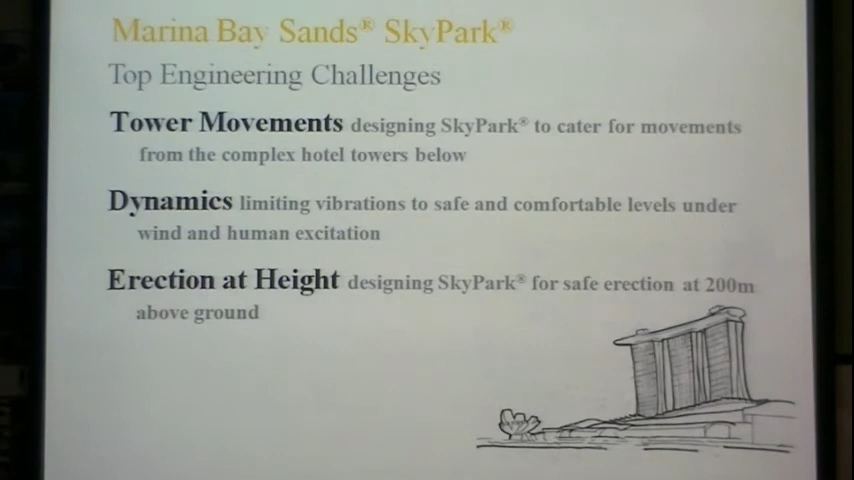 Marina Bay Sands® SkyPark®
Top Engineering Challenges
Tower Movements designing SkyPark® to cater for movements
from the complex hotel towers below
Dynamics limiting vibrations to safe and comfortable levels under
wind and human excitation
Erection at Height designing SkyPark® for safe erection at 200m
above ground